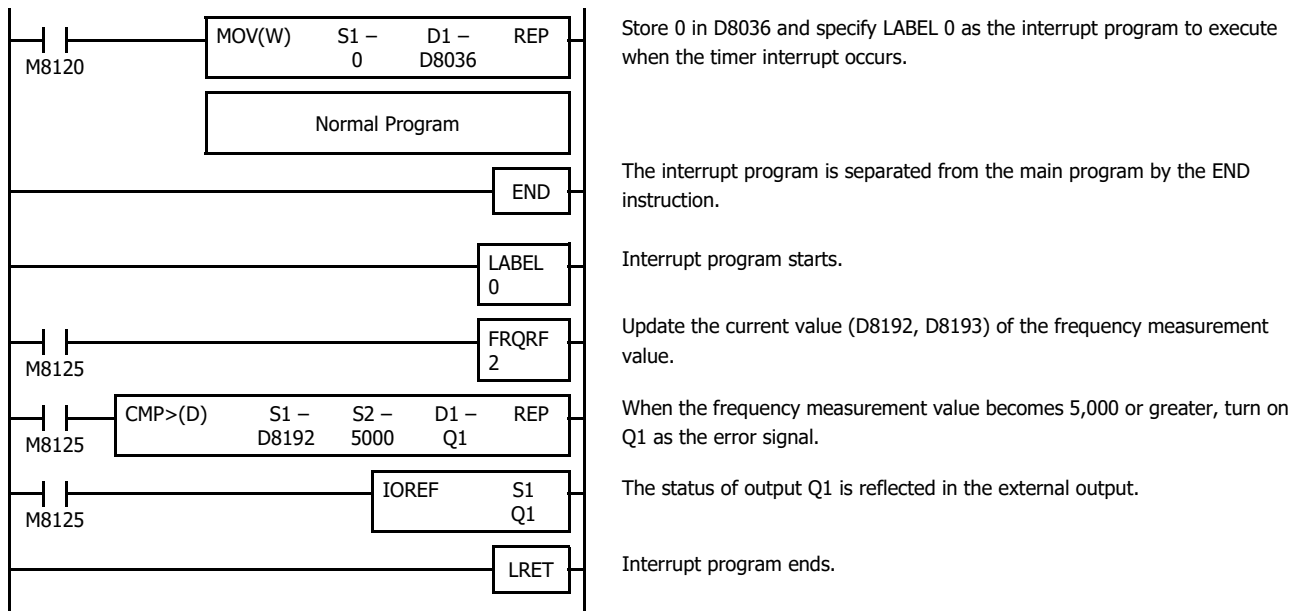 MOV(W) S1 – D1 – REP
0 D8036
M8120
Store 0 in D8036 and specify LABEL 0 as the interrupt program to execute
when the timer interrupt occurs.
Normal Program
END
The interrupt program is separated from the main program by the END
instruction.
LABEL
0
Interrupt program starts.
M8125
FRQRF
2
Update the current value (D8192, D8193) of the frequency measurement
value.
M8125
CMP>(D) S1 – S2 – D1 – REP
D8192 5000 Q1
When the frequency measurement value becomes 5,000 or greater, turn on
Q1 as the error signal.
M8125
IOREF S1
Q1
The status of output Q1 is reflected in the external output.
LRET
Interrupt program ends.